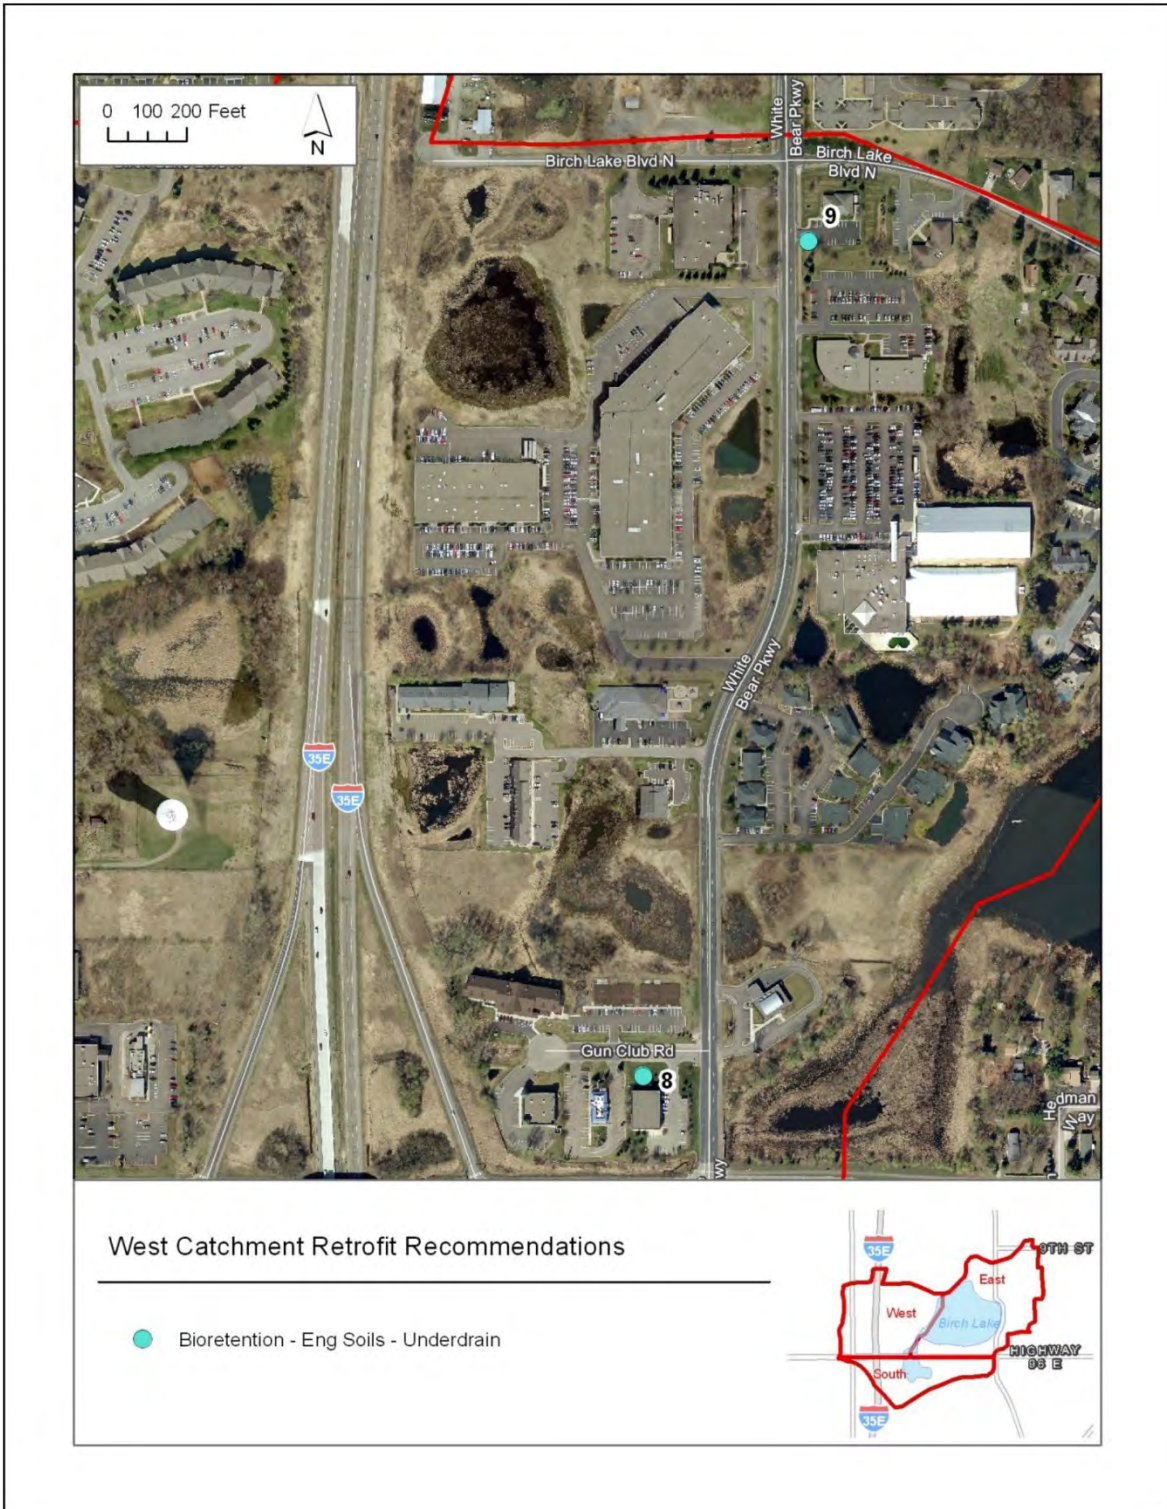 0 100 200 Feet
N
White
Bear Pkwy
Birch Lake Blvd N
Birch Lake
Blvd N
9
White
Bear Pkwy
35E
35E
Gun Club Rd
8
Hedman
Way
wy
West Catchment Retrofit Recommendations
Bioretention - Eng Soils - Underdrain
35E
9TH ST
East
West
Birch Lake
HIGHWAY
96 E
South
35E